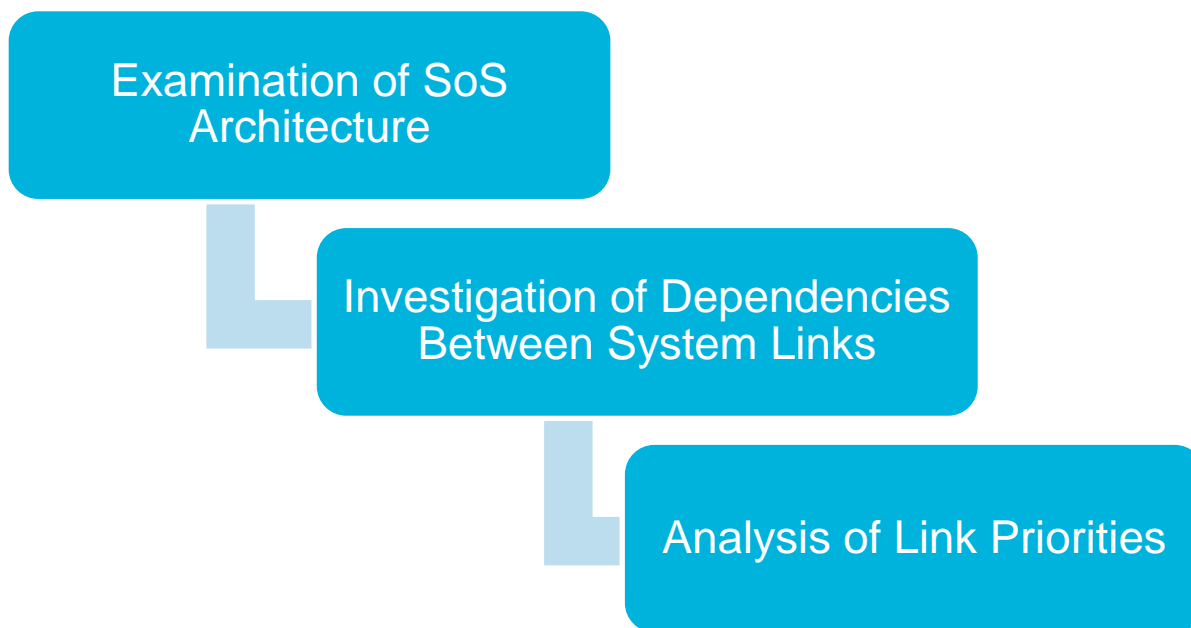 Examination of SoS
Architecture
Investigation of Dependencies
Between System Links
Analysis of Link Priorities